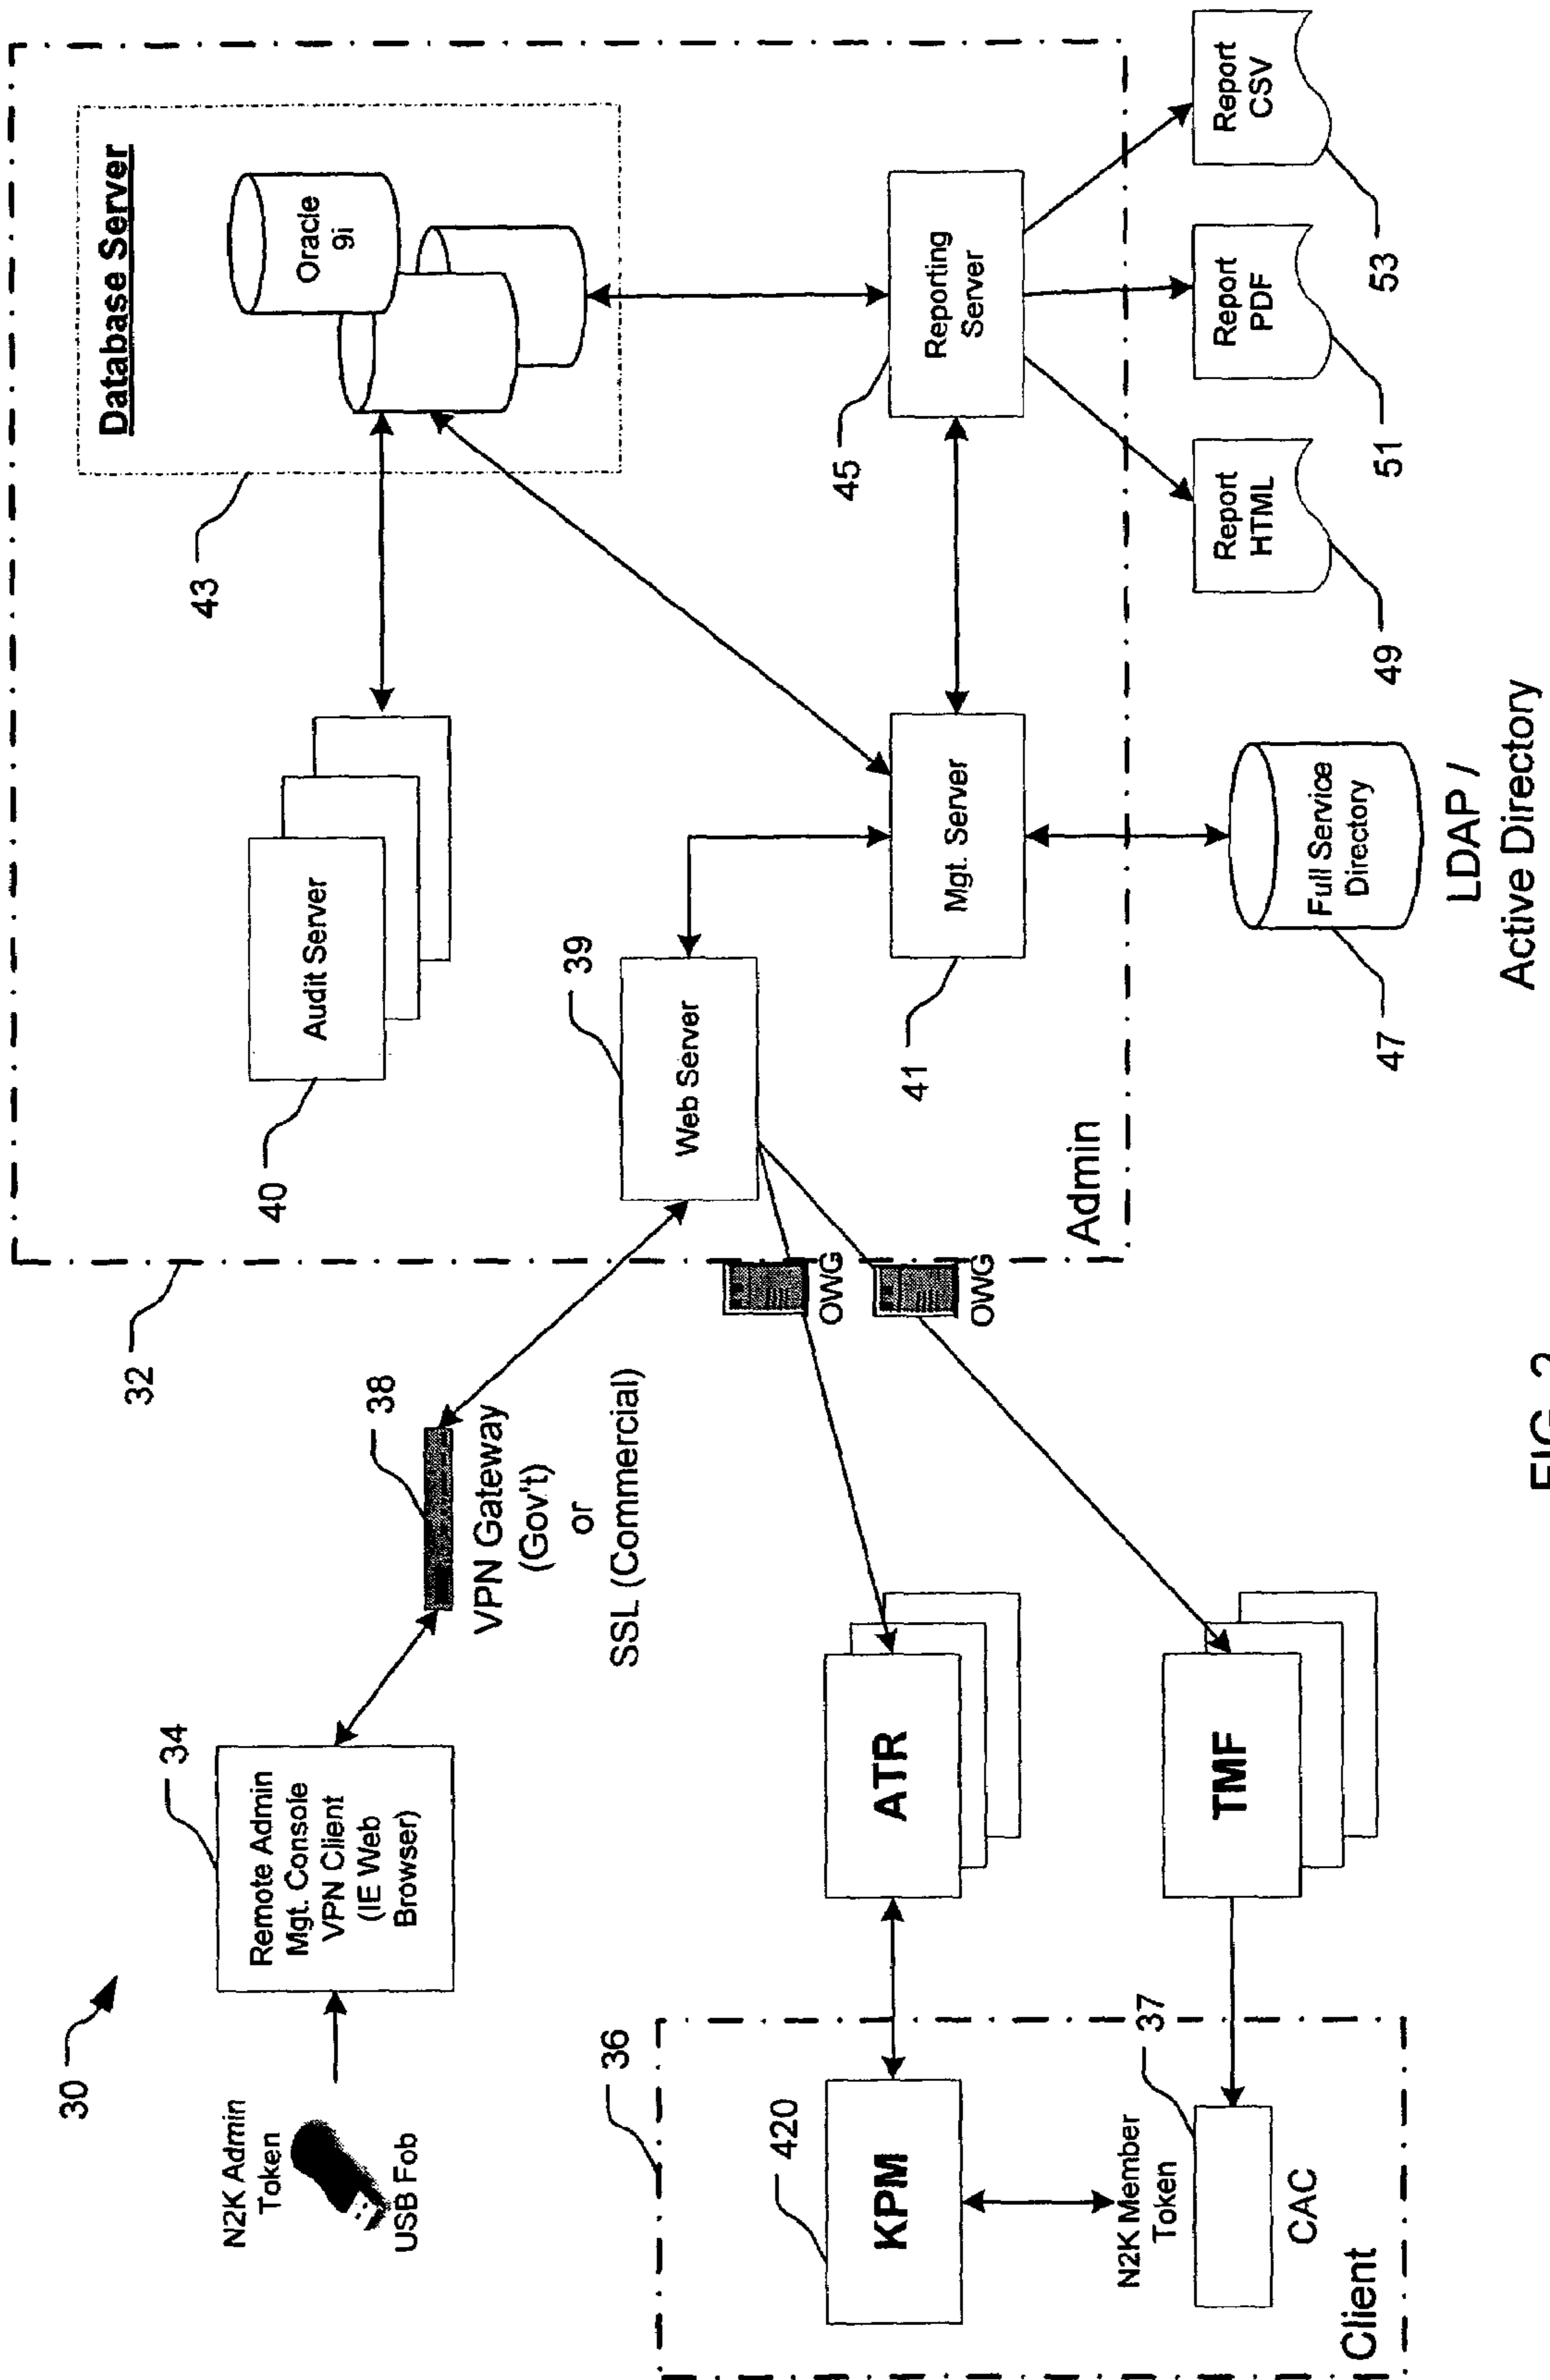 30
N2K Admin
Token
USB Fob
34
Remote Admin
Mgt. Console
VPN Client
(IE Web
Browser)
38
VPN Gateway
(Gov't)
or
SSL (Commercial)
32
40
Audit Server
43
Database Server
Oracle
9i
39
Web Server
OWG
OWG
41
Mgt. Server
45
Reporting
Server
Admin
36
420
KPM
N2K Member
Token
37
CAC
Client
ATR
TMF
47
Full Service
Directory
LDAP /
Active Directory
49
Report
HTML
51
Report
PDF
53
Report
CSV